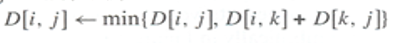 D[i, j] ← min{D[i, j], D[i, k] + D[k, j]}